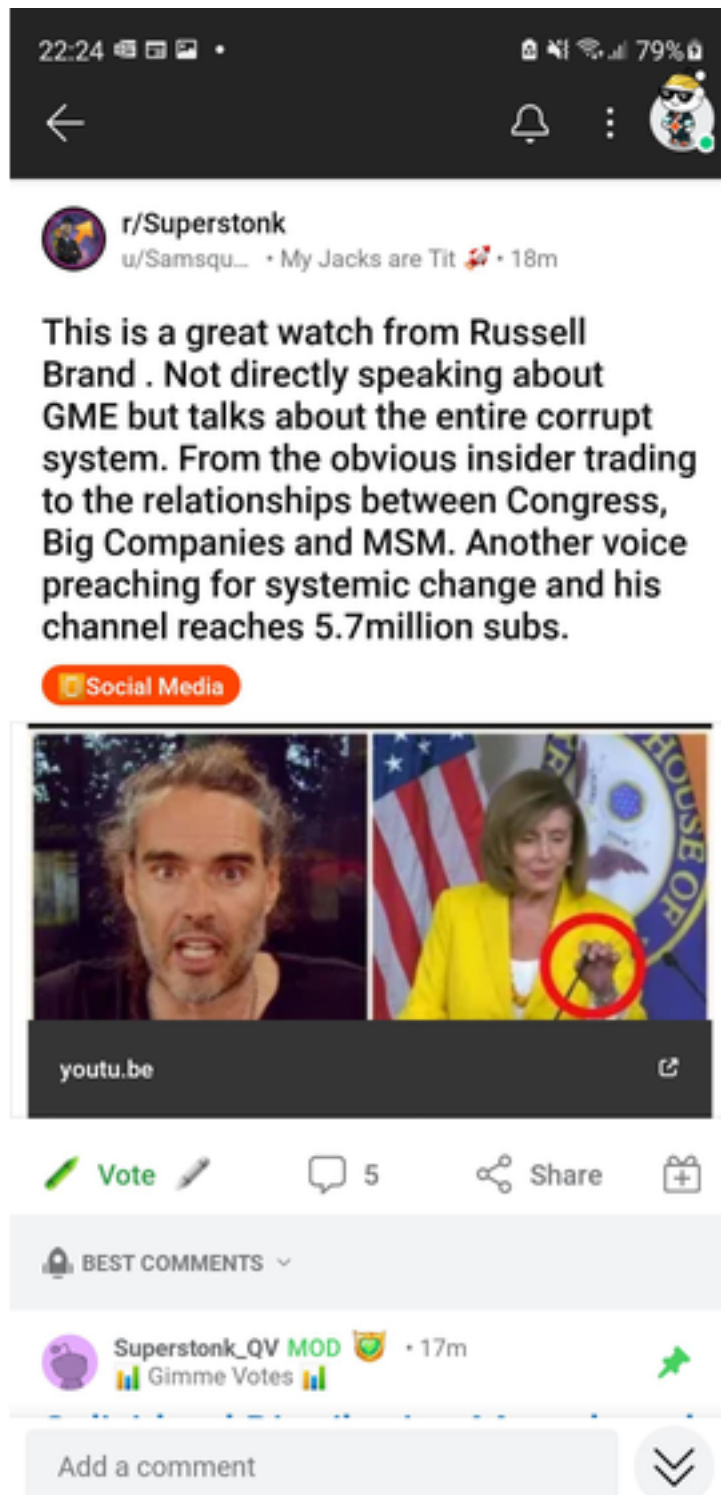 22:24
79%
r/Superstonk
u/Samsqu... • My Jacks are Tit 🚀 • 18m
This is a great watch from Russell
Brand . Not directly speaking about
GME but talks about the entire corrupt
system. From the obvious insider trading
to the relationships between Congress,
Big Companies and MSM. Another voice
preaching for systemic change and his
channel reaches 5.7million subs.
Social Media
HOUSE OF
youtu.be
Vote
5
Share
BEST COMMENTS
Superstonk_QV MOD • 17m
📊 Gimme Votes 📊
Add a comment